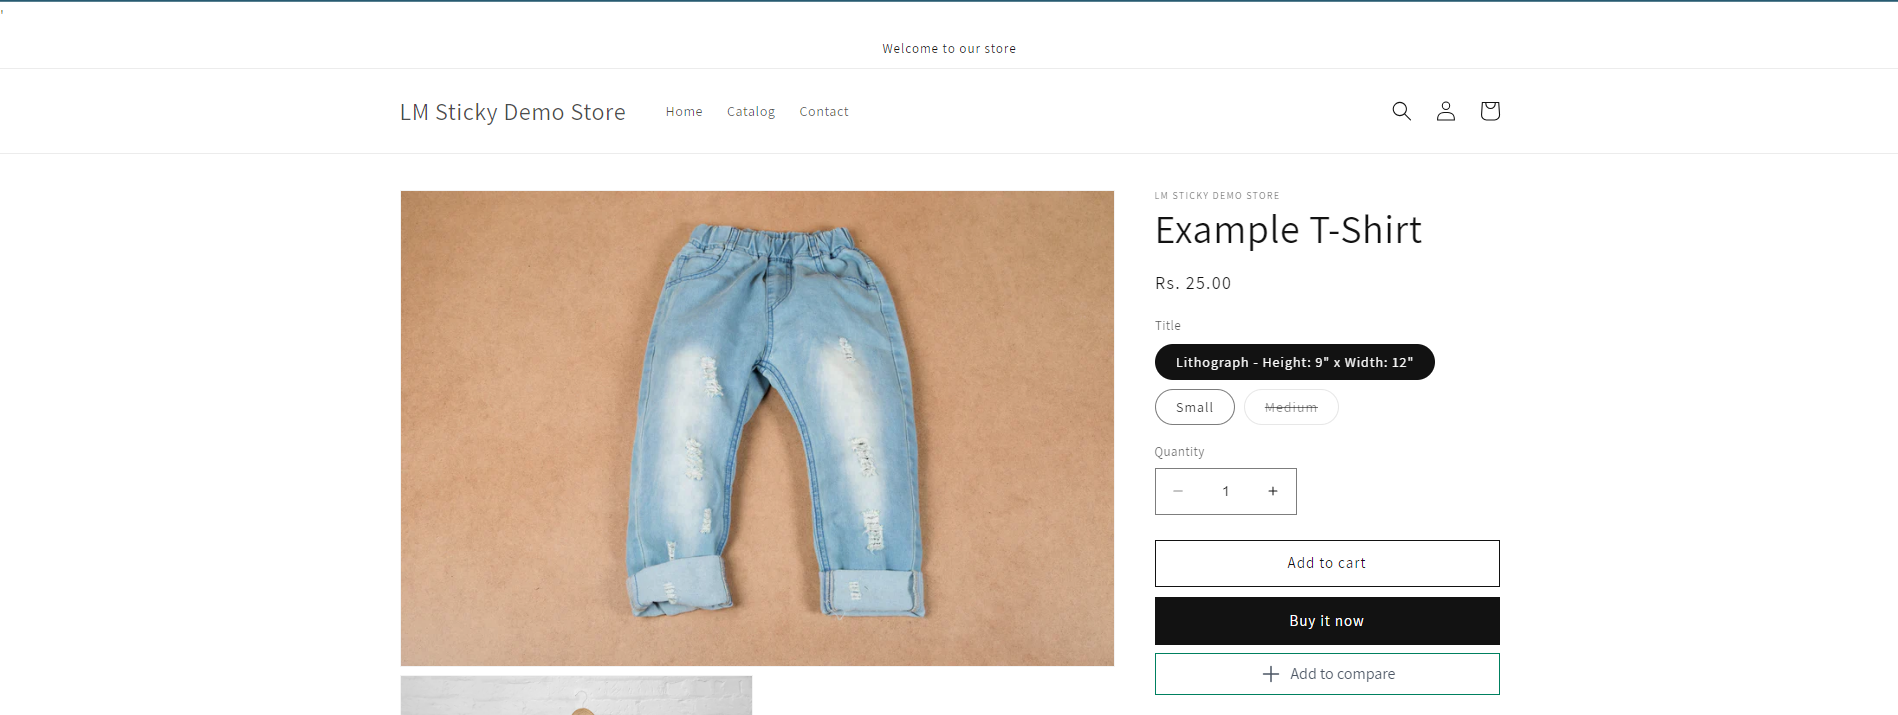 Welcome to our store
LM Sticky Demo Store
Home Catalog Contact
LM STICKY DEMO STORE
Example T-Shirt
Rs. 25.00
Title
Lithograph - Height: 9" x Width: 12"
Small Medium
Quantity
− 1 +
Add to cart
Buy it now
Add to compare